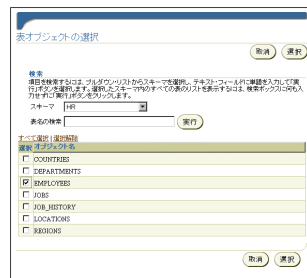 表オブジェクトの選択
取消 選択
検索
項目を検索するには、プルダウン・リストからスキーマを選択し、テキスト・フィールドに単語を入力して「実
行」ボタンを選択します。選択したスキーマ内のすべての表のリストを表示するには、検索ボックスに何も入
力せずに「実行」ボタンをクリックします。
スキーマ HR
表名の検索 実行
すべて選択 | 選択解除
選択 オブジェクト名
COUNTRIES
DEPARTMENTS
EMPLOYEES
JOBS
JOB_HISTORY
LOCATIONS
REGIONS
取消 選択